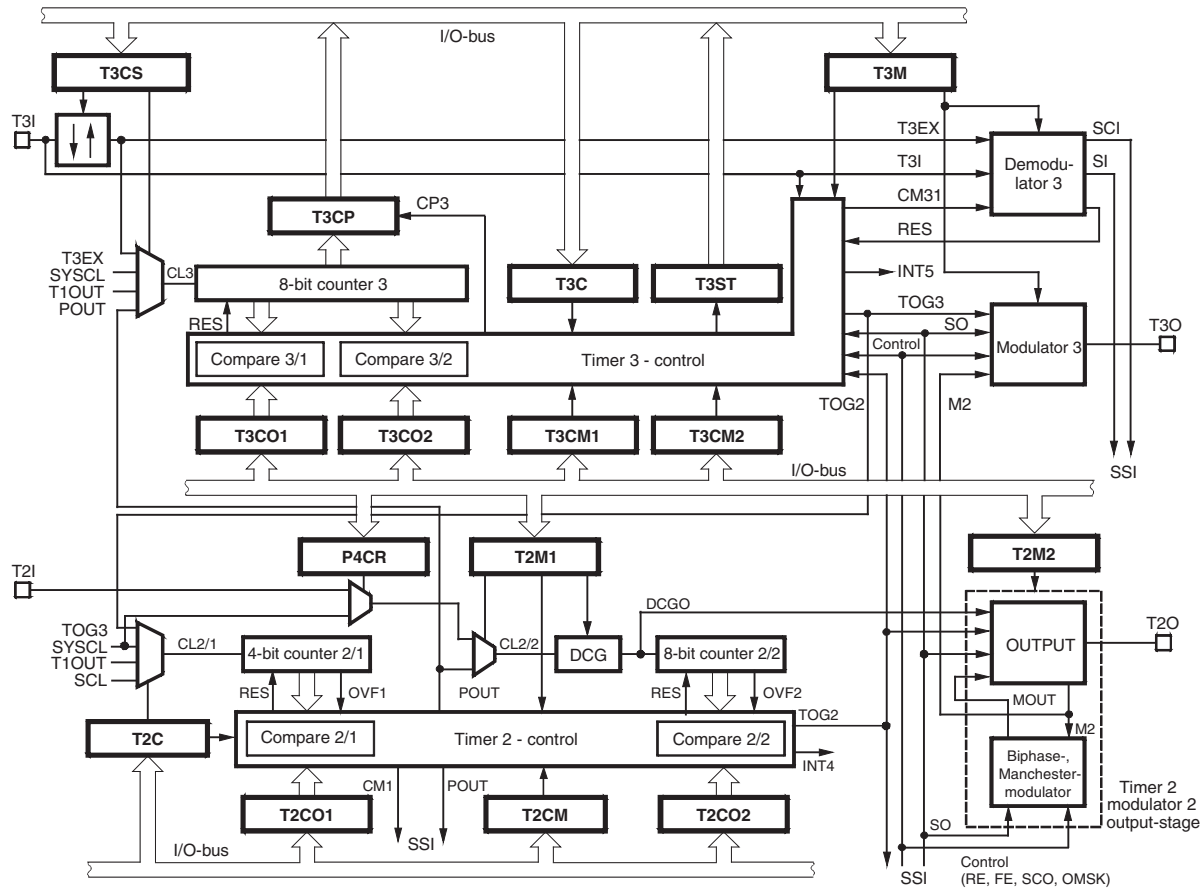 I/O-bus
T3CS
T3M
T3I
T3EX
SCI
T3I
SI
Demodu-
lator 3
CP3
CM31
T3CP
RES
T3EX
SYSCL
T1OUT
POUT
CL3
8-bit counter 3
T3C
T3ST
INT5
TOG3
RES
SO
T3O
Compare 3/1
Compare 3/2
Timer 3 - control
Control
Modulator 3
TOG2
M2
T3CO1
T3CO2
T3CM1
T3CM2
I/O-bus
SSI
P4CR
T2M1
T2M2
T2I
DCGO
TOG3
SYSCL
T1OUT
SCL
CL2/1
4-bit counter 2/1
CL2/2
DCG
8-bit counter 2/2
OUTPUT
T2O
RES
OVF1
POUT
RES
OVF2
MOUT
T2C
Compare 2/1
Timer 2 - control
Compare 2/2
TOG2
M2
INT4
Biphase-,
Manchester-
modulator
CM1
POUT
Timer 2
modulator 2
output-stage
T2CO1
T2CM
T2CO2
SO
SSI
I/O-bus
SSI
Control
(RE, FE, SCO, OMSK)